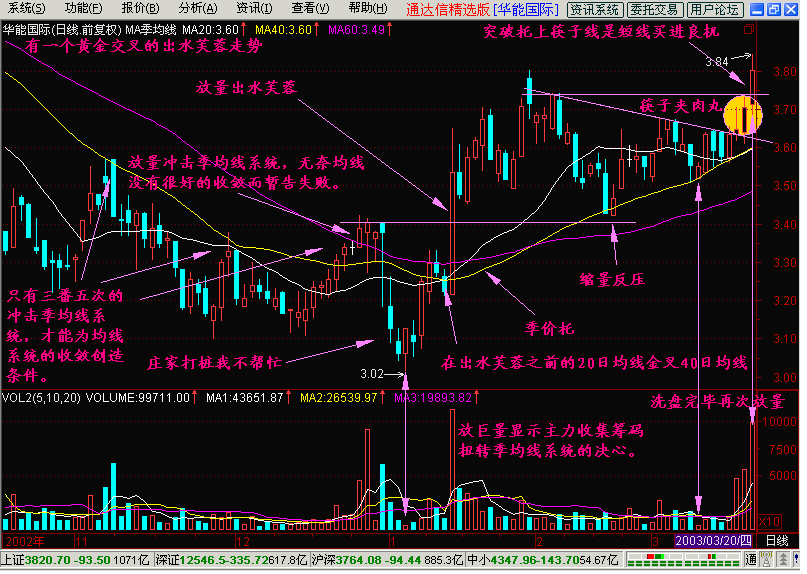 系统(S) 功能(F) 报价(B) 分析(A) 资讯(I) 查看(V) 帮助(H) 通达信精选版 [华能国际] 资讯系统 委托交易 用户论坛
华能国际(日线.前复权) MA季均线 MA20:3.60↑ MA40:3.60↑ MA60:3.49↑
突破托上筷子线是短线买进良机
有一个黄金交叉的出水芙蓉走势
3.84
3.80
放量出水芙蓉
筷子夹肉丸
3.70
3.60
放量冲击季均线系统，无奈均线
没有很好的收敛而暂告失败。
3.50
3.40
3.30
缩量反压
只有三番五次的
冲击季均线系
统，才能为均线
系统的收敛创造
条件。
3.20
季价托
3.10
庄家打桩我不帮忙
在出水芙蓉之前的20日均线金叉40日均线
3.02
3.00
VOL2(5,10,20) VOLUME:99711.00↑ MA1:43651.87↑ MA2:26539.97↑ MA3:19893.82↑
洗盘完毕再次放量
放巨量显示主力收集筹码
扭转季均线系统的决心。
7500
5000
X10
2002年 11 12 1 2 3 2003/03/20/四 日线
上证3820.70 -93.50 1071亿 深证12546.5-335.72617.8亿 沪深3764.08 -94.44 885.3亿 中小4347.96-143.7054.67亿 通